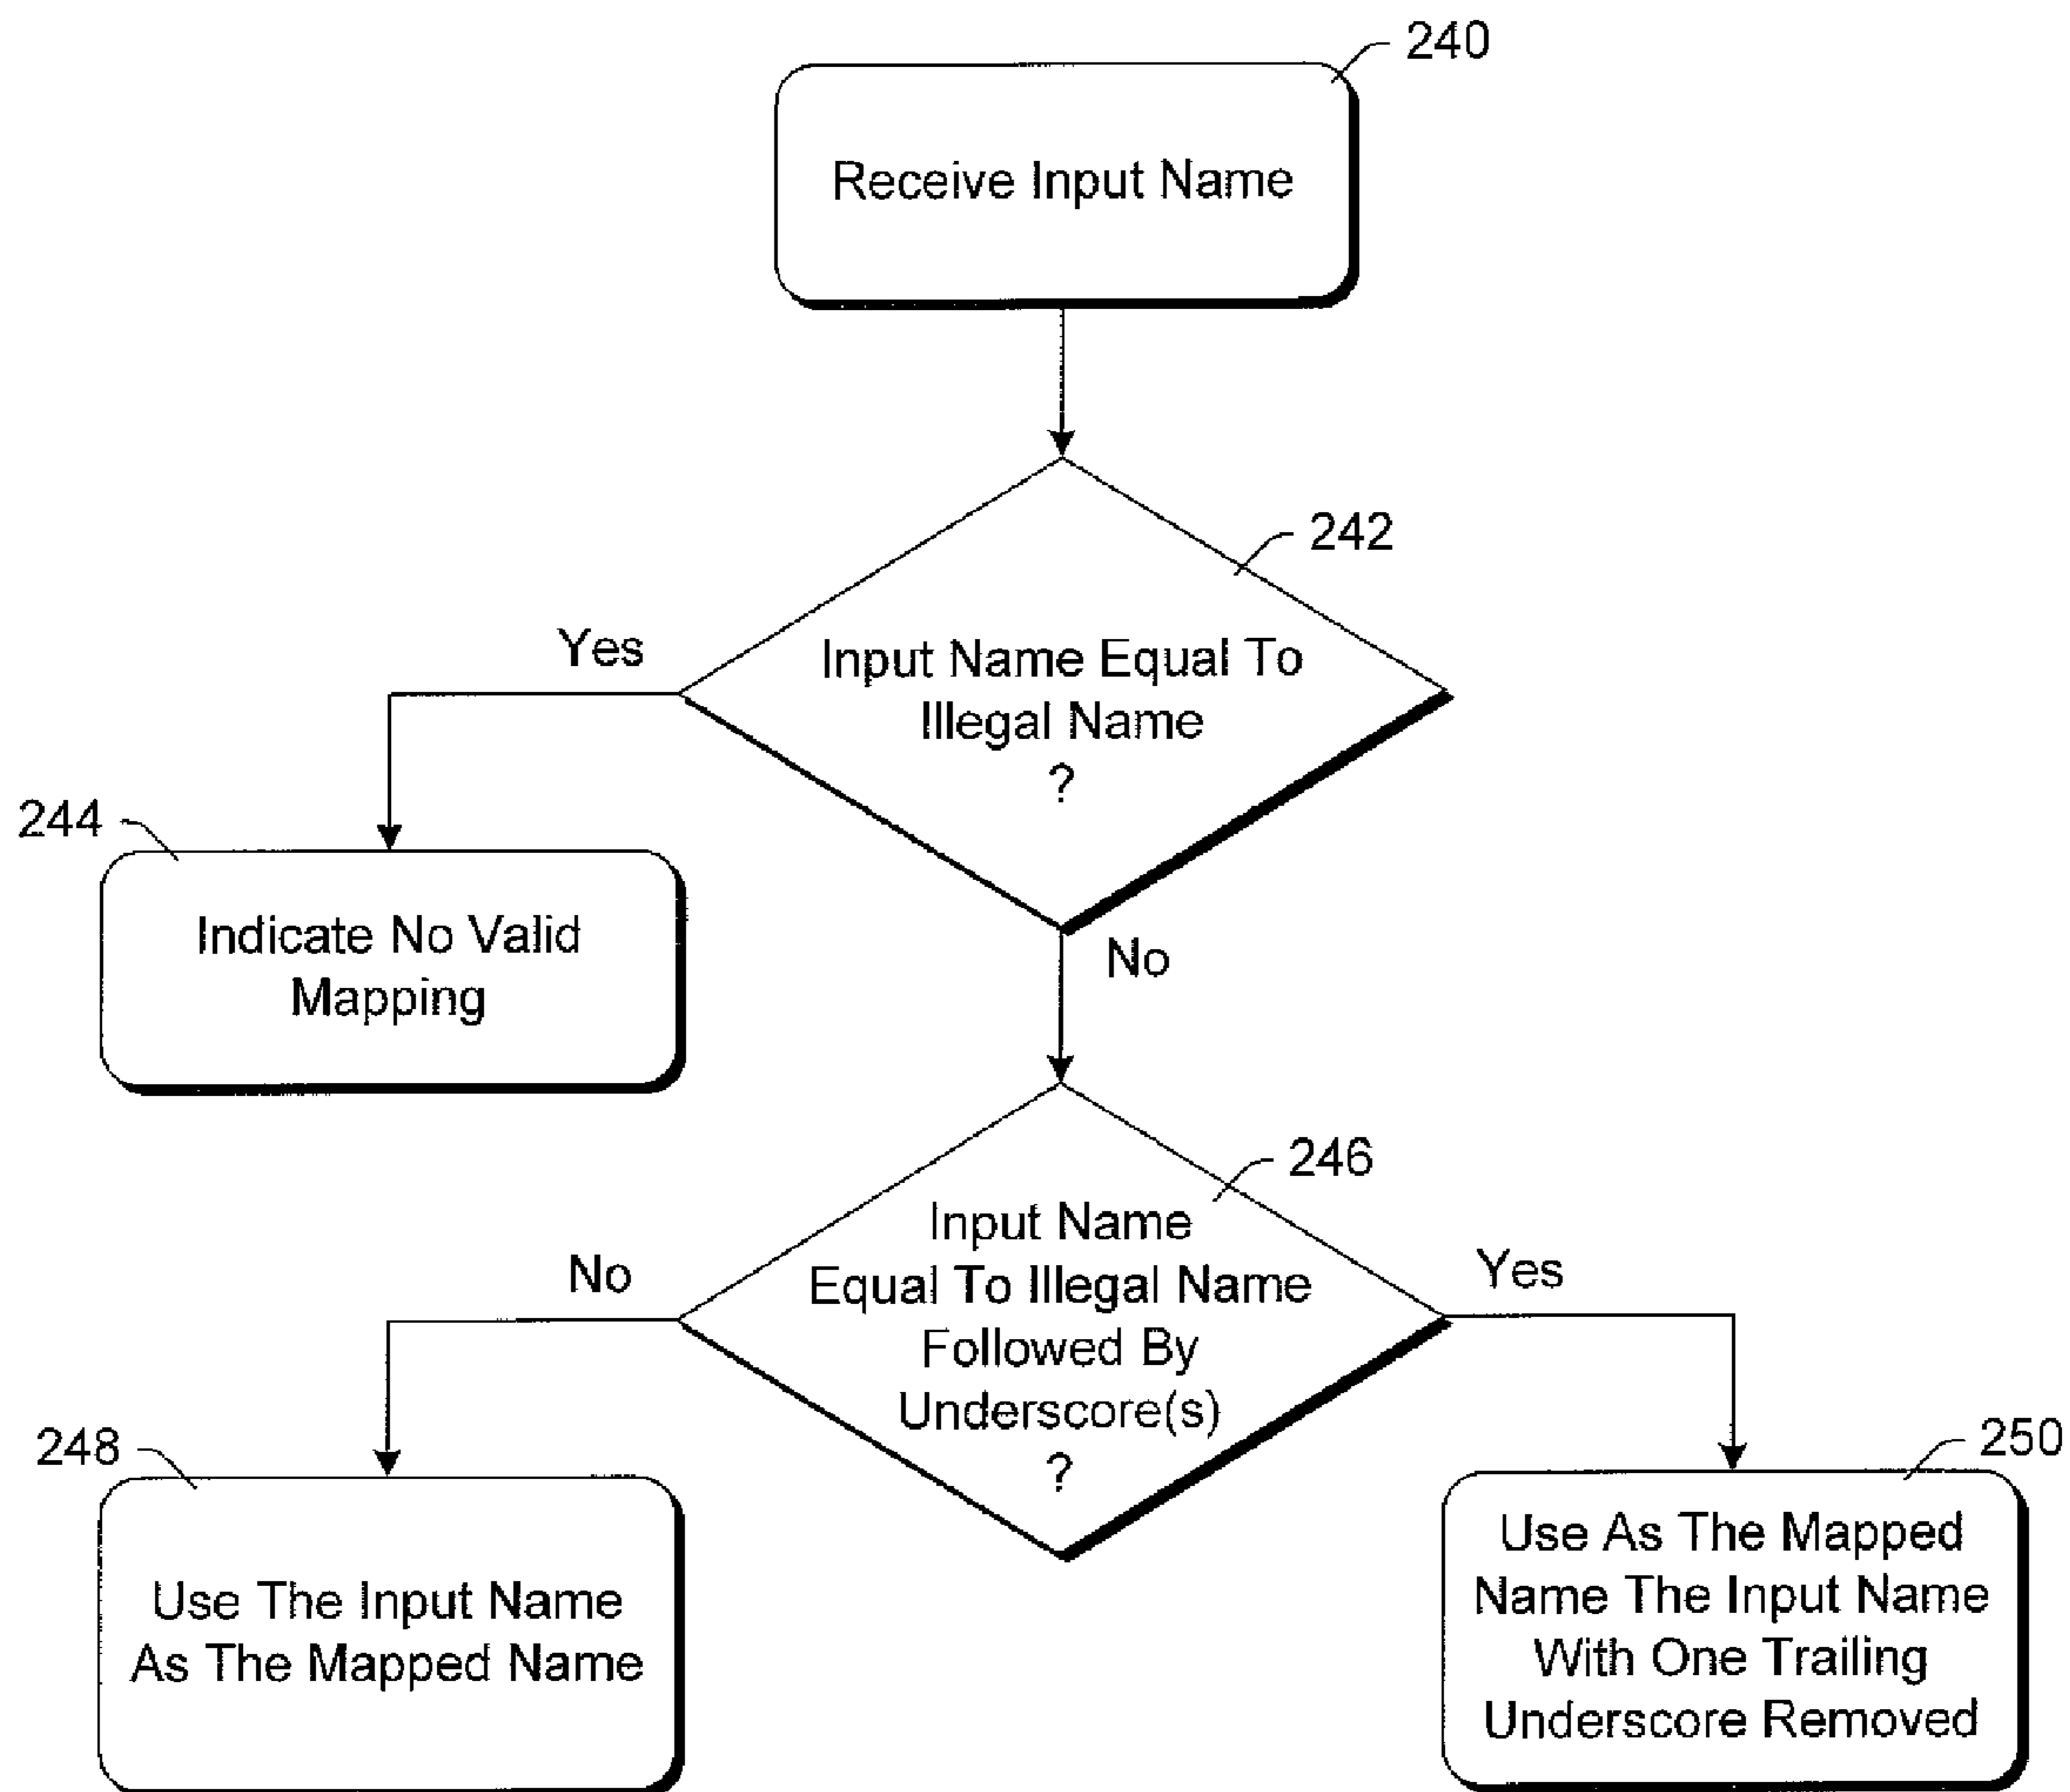 240
Receive Input Name
242
Yes
Input Name Equal To
Illegal Name
?
244
Indicate No Valid
Mapping
No
246
Input Name
Equal To Illegal Name
Followed By
Underscore(s)
?
No
Yes
248
Use The Input Name
As The Mapped Name
250
Use As The Mapped
Name The Input Name
With One Trailing
Underscore Removed